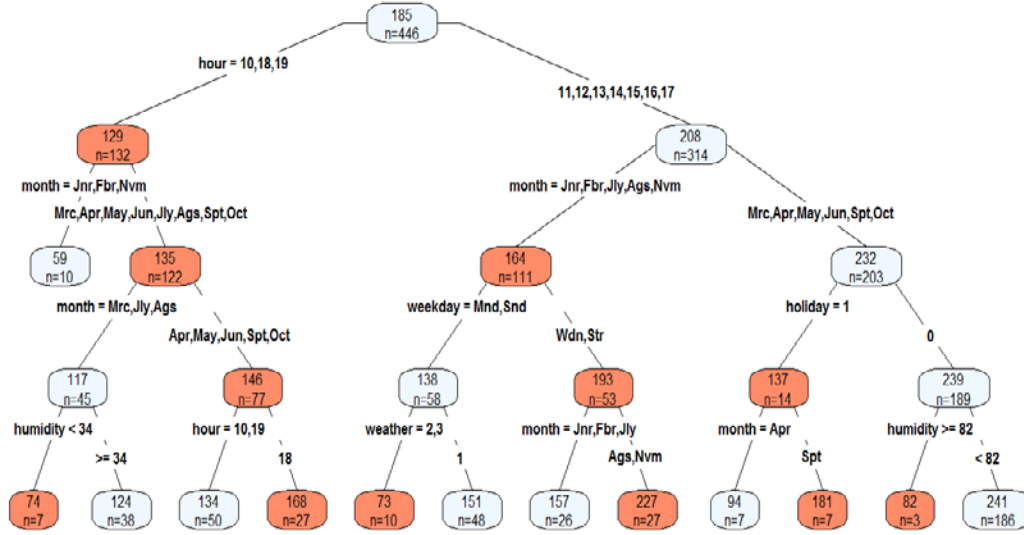 185
n=446
hour = 10,18,19
11,12,13,14,15,16,17
129
n=132
208
n=314
month = Jnr,Fbr,Nvm
month = Jnr,Fbr,Jly,Ags,Nvm
Mrc,Apr,May,Jun,Jly,Ags,Spt,Oct
Mrc,Apr,May,Jun,Spt,Oct
59
n=10
135
n=122
164
n=111
232
n=203
month = Mrc,Jly,Ags
weekday = Mnd,Snd
holiday = 1
Apr,May,Jun,Spt,Oct
Wdn,Str
0
117
n=45
146
n=77
138
n=58
193
n=53
137
n=14
239
n=189
humidity < 34
hour = 10,19
weather = 2,3
month = Jnr,Fbr,Jly
month = Apr
humidity >= 82
>= 34
18
1
Ags,Nvm
Spt
< 82
74
n=7
124
n=38
134
n=50
168
n=27
73
n=10
151
n=48
157
n=26
227
n=27
94
n=7
181
n=7
82
n=3
241
n=186